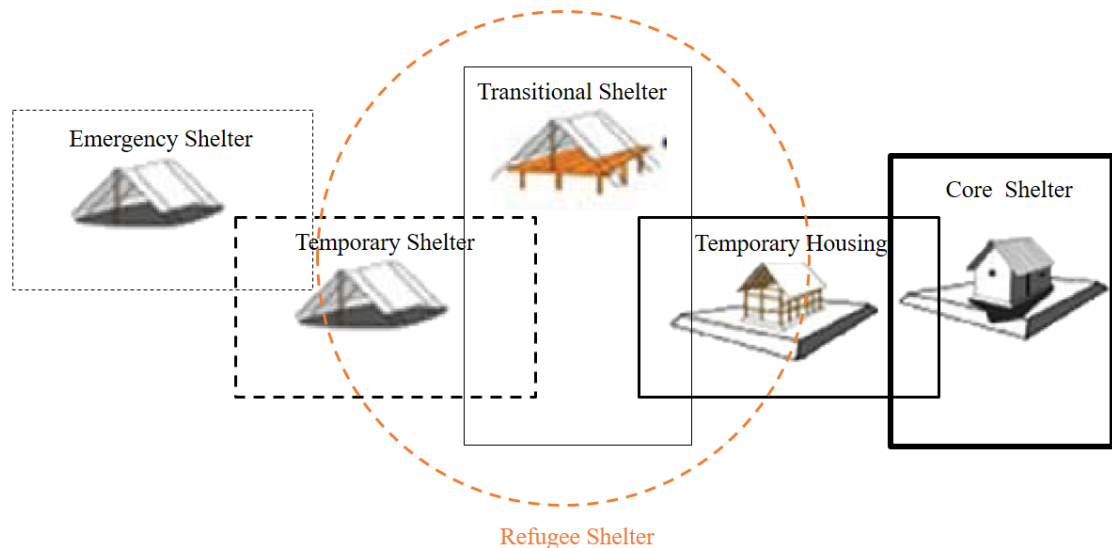 Transitional Shelter
Emergency Shelter
Core Shelter
Temporary Shelter
Temporary Housing
Refugee Shelter